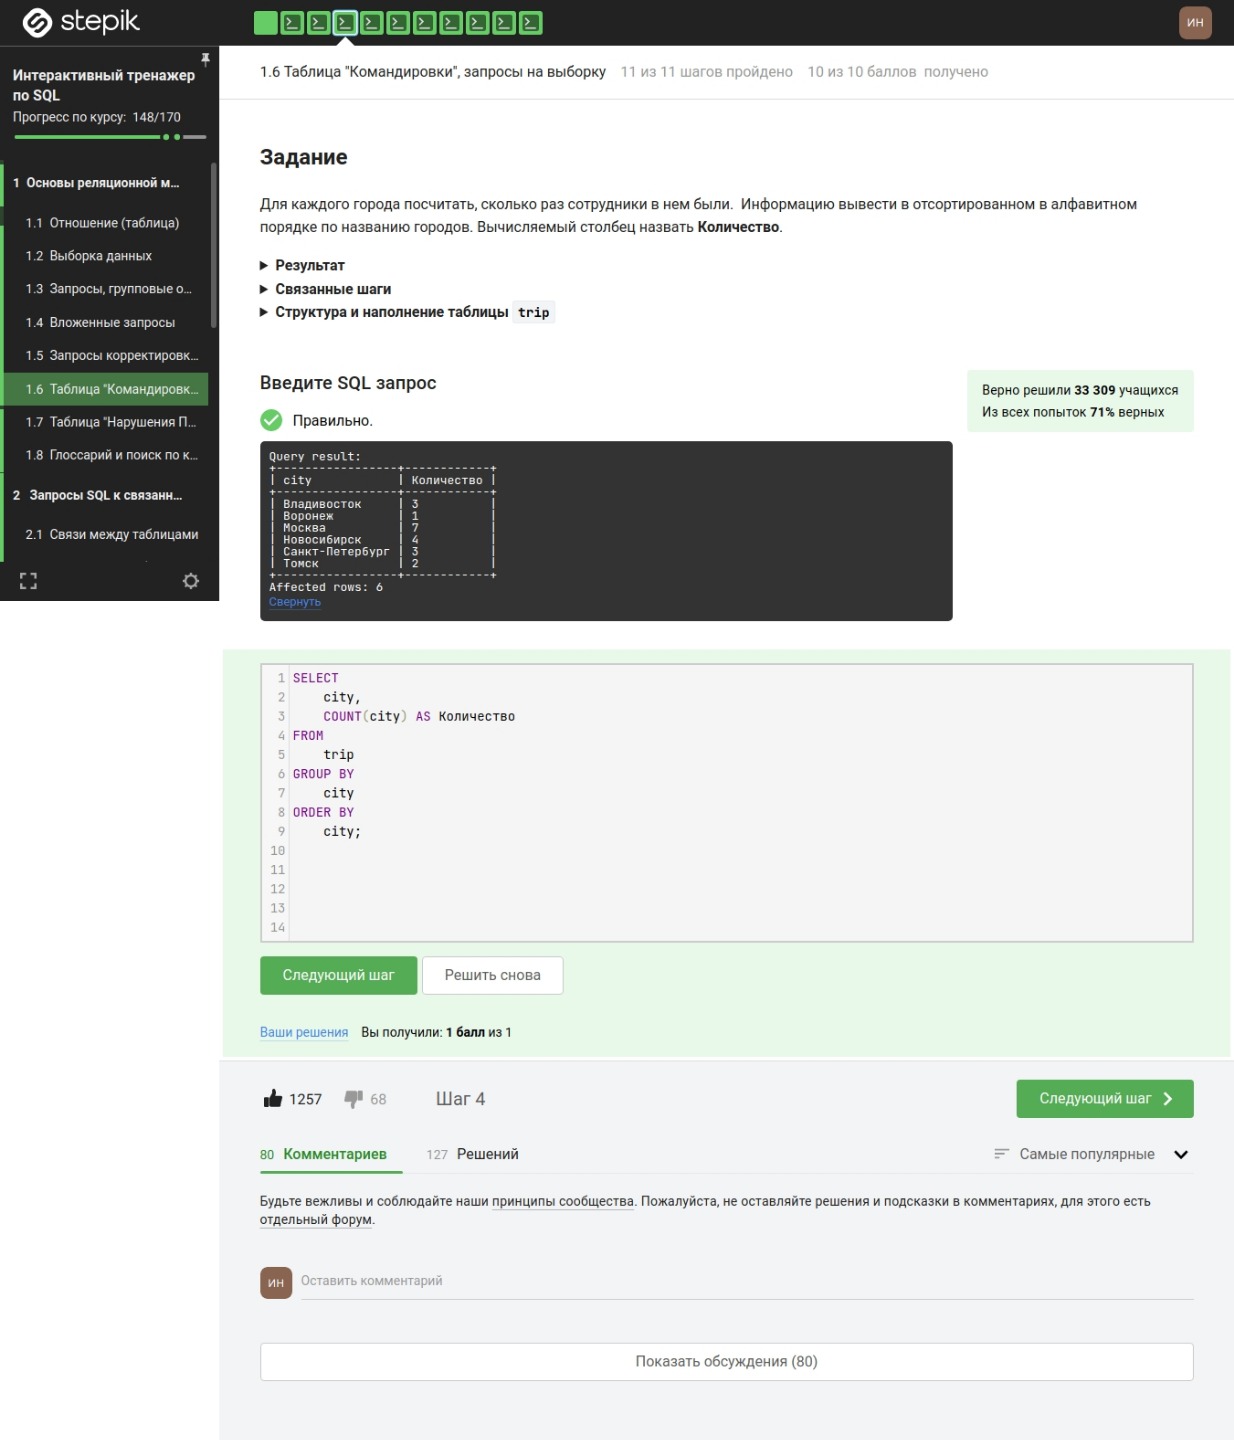 stepik
ИН
Интерактивный тренажер
по SQL
Прогресс по курсу: 148/170
1 Основы реляционной м...
1.1 Отношение (таблица)
1.2 Выборка данных
1.3 Запросы, групповые о...
1.4 Вложенные запросы
1.5 Запросы корректировк...
1.6 Таблица "Командировк...
1.7 Таблица "Нарушения П...
1.8 Глоссарий и поиск по к...
2 Запросы SQL к связанн...
2.1 Связи между таблицами
1.6 Таблица "Командировки", запросы на выборку 11 из 11 шагов пройдено 10 из 10 баллов получено
Задание
Для каждого города посчитать, сколько раз сотрудники в нем были. Информацию вывести в отсортированном в алфавитном
порядке по названию городов. Вычисляемый столбец назвать Количество.
▶ Результат
▶ Связанные шаги
▶ Структура и наполнение таблицы trip
Введите SQL запрос
Верно решили 33 309 учащихся
Из всех попыток 71% верных
Правильно.
Query result:
+-----------------+------------+
| city | Количество |
+-----------------+------------+
| Владивосток | 3 |
| Воронеж | 1 |
| Москва | 7 |
| Новосибирск | 4 |
| Санкт-Петербург | 3 |
| Томск | 2 |
+-----------------+------------+
Affected rows: 6
Свернуть
1 SELECT
2 city,
3 COUNT(city) AS Количество
4 FROM
5 trip
6 GROUP BY
7 city
8 ORDER BY
9 city;
10
11
12
13
14
Следующий шаг Решить снова
Ваши решения Вы получили: 1 балл из 1
1257 68 Шаг 4 Следующий шаг
80 Комментариев 127 Решений Самые популярные
Будьте вежливы и соблюдайте наши принципы сообщества. Пожалуйста, не оставляйте решения и подсказки в комментариях, для этого есть
отдельный форум.
ИН Оставить комментарий
Показать обсуждения (80)